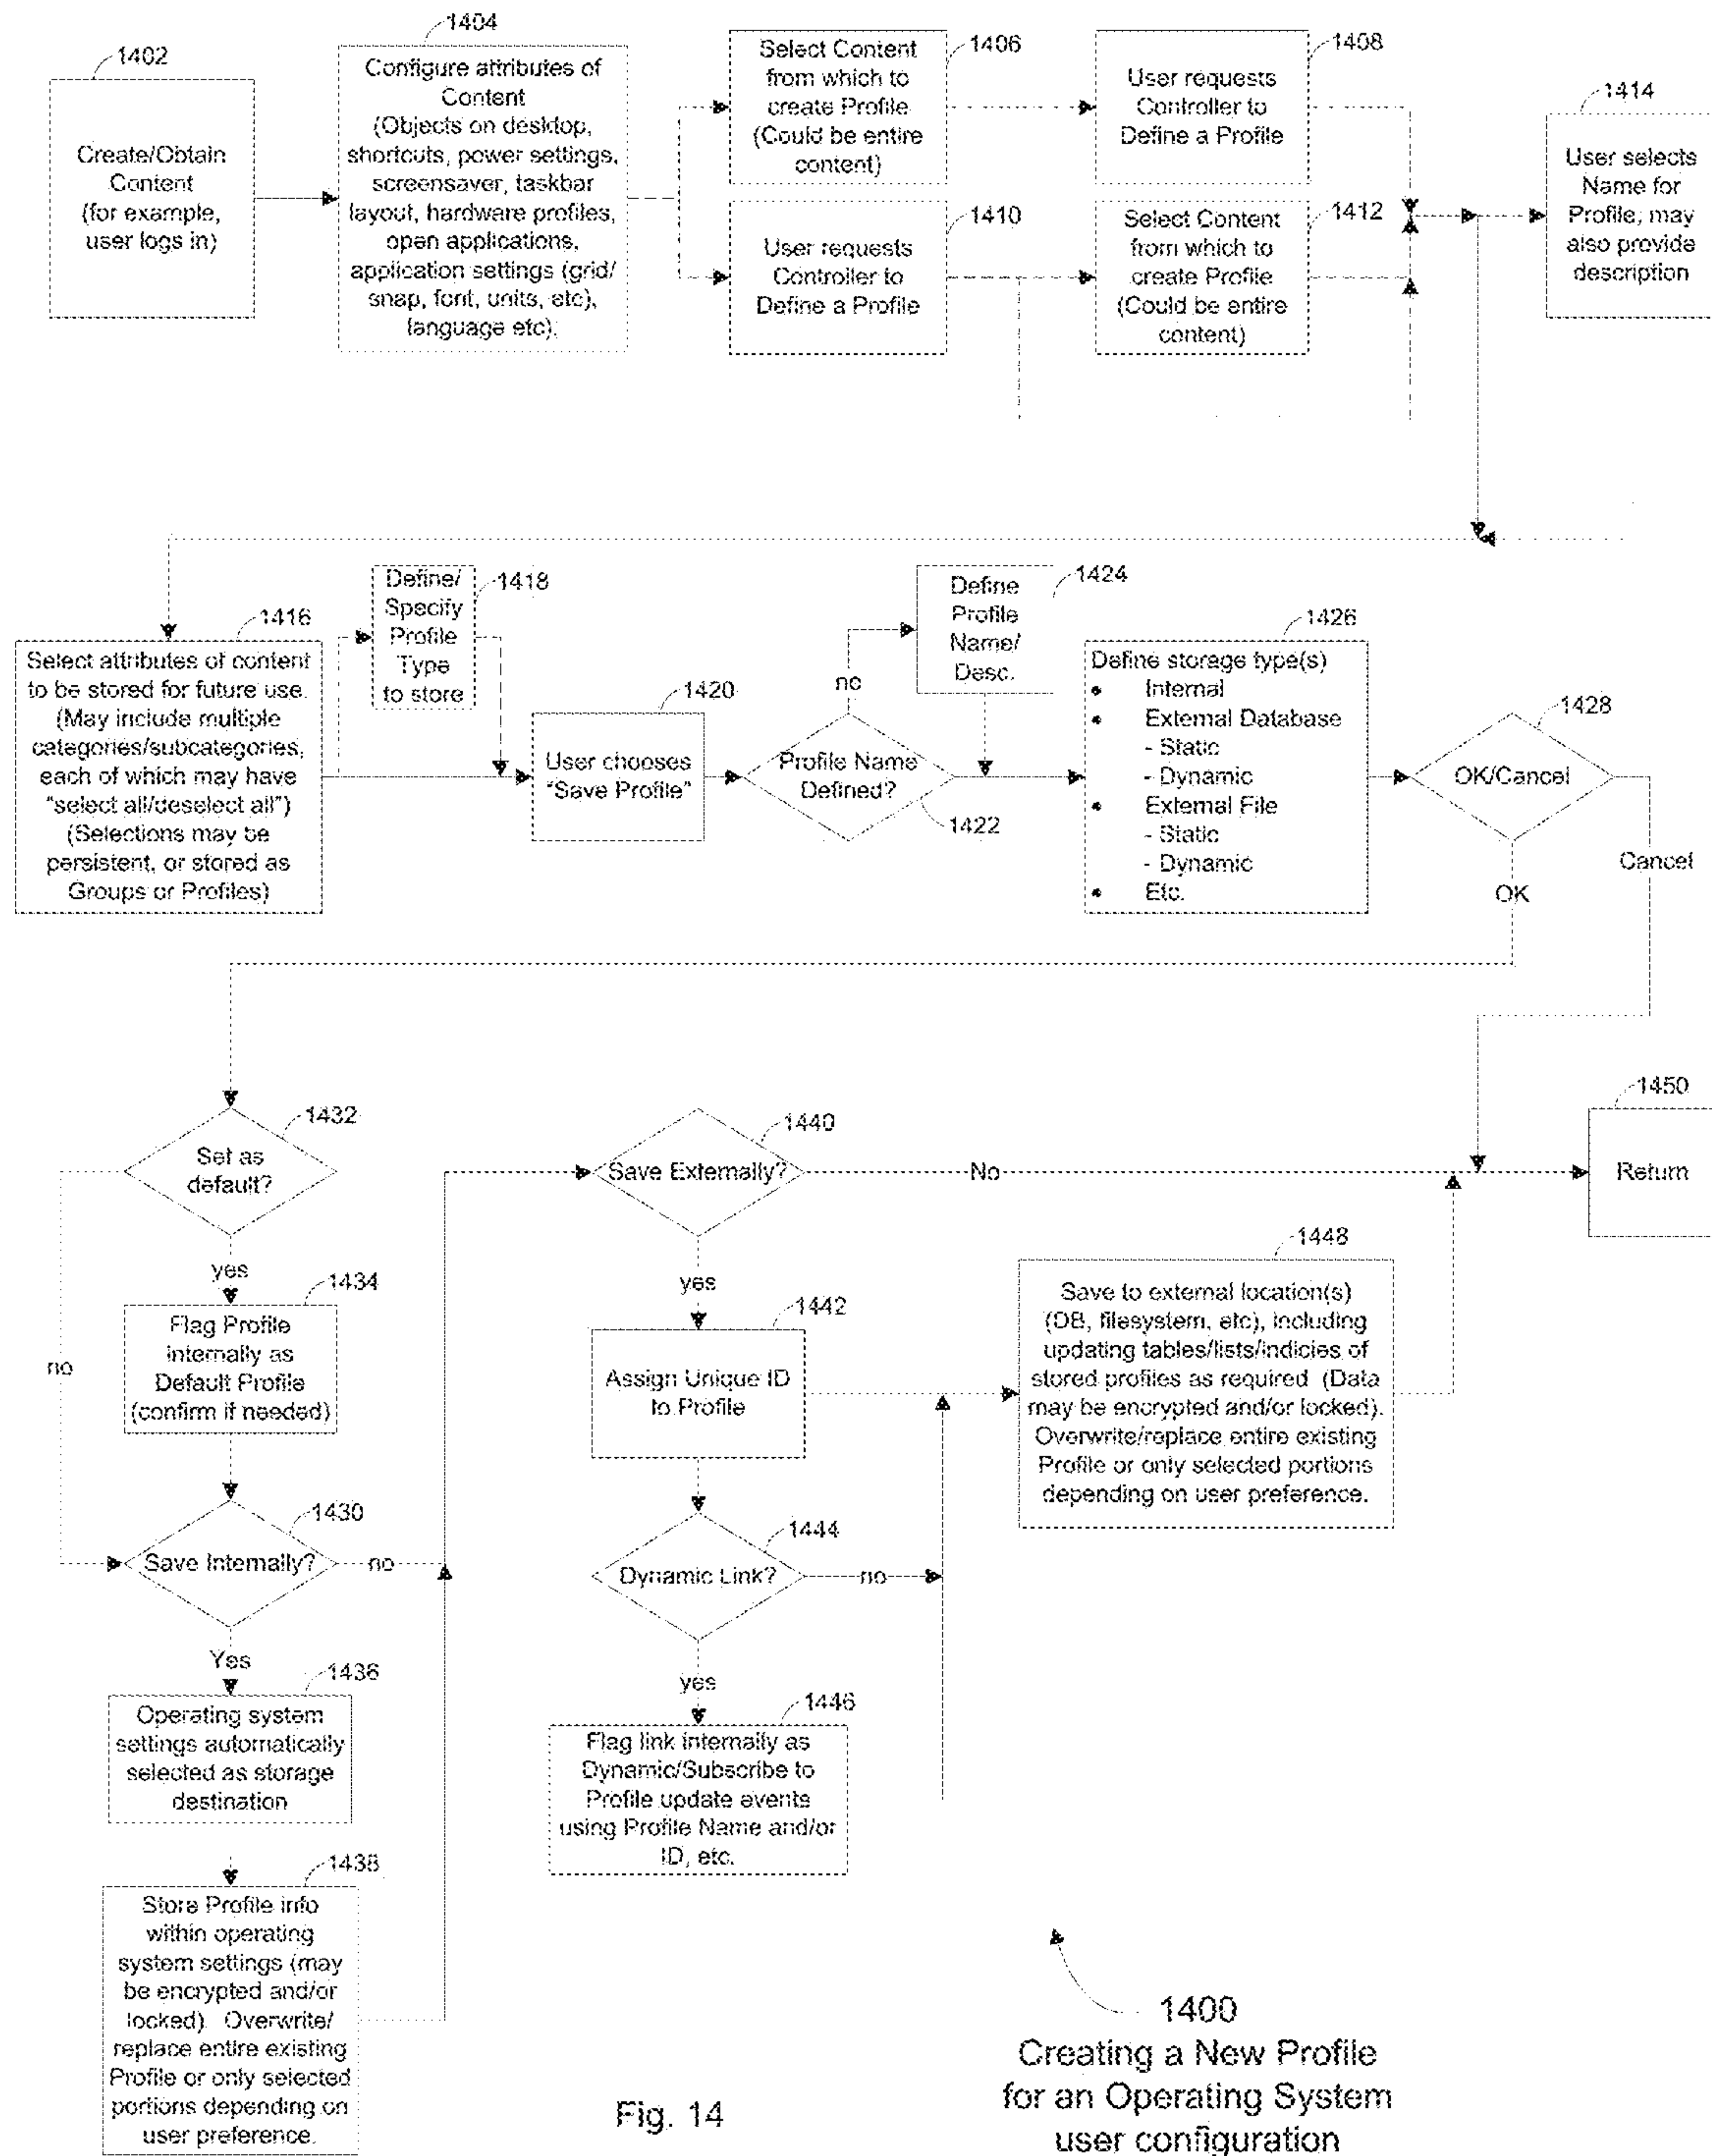 1402
Create/Obtain
Content
(for example,
user logs in)
1404
Configure attributes of
Content
(Objects on desktop,
shortcuts, power settings,
screensaver, taskbar
layout, hardware profiles,
open applications,
application settings (grid/
snap, font, units, etc),
language etc).
1406
Select Content
from which to
create Profile
(Could be entire
content)
1408
User requests
Controller to
Define a Profile
1410
User requests
Controller to
Define a Profile
1412
Select Content
from which to
create Profile
(Could be entire
content)
1414
User selects
Name for
Profile; may
also provide
description
1416
Select attributes of content
to be stored for future use.
(May include multiple
categories/subcategories,
each of which may have
"select all/deselect all")
(Selections may be
persistent, or stored as
Groups or Profiles)
1418
Define/
Specify
Profile
Type
to store
1420
User chooses
"Save Profile"
1422
Profile Name
Defined?
no
1424
Define
Profile
Name/
Desc.
1426
Define storage type(s)
• Internal
• External Database
- Static
- Dynamic
• External File
- Static
- Dynamic
• Etc.
1428
OK/Cancel
OK
Cancel
1432
Set as
default?
yes
no
1434
Flag Profile
internally as
Default Profile
(confirm if needed)
1430
Save Internally?
no
Yes
1436
Operating system
settings automatically
selected as storage
destination
1438
Store Profile info
within operating
system settings (may
be encrypted and/or
locked). Overwrite/
replace entire existing
Profile or only selected
portions depending on
user preference.
1440
Save Externally?
No
yes
1442
Assign Unique ID
to Profile
1444
Dynamic Link?
no
yes
1446
Flag link internally as
Dynamic/Subscribe to
Profile update events
using Profile Name and/or
ID, etc.
1448
Save to external location(s)
(DB, filesystem, etc), including
updating tables/lists/indicies of
stored profiles as required (Data
may be encrypted and/or locked).
Overwrite/replace entire existing
Profile or only selected portions
depending on user preference.
1450
Return
Fig. 14
1400
Creating a New Profile
for an Operating System
user configuration